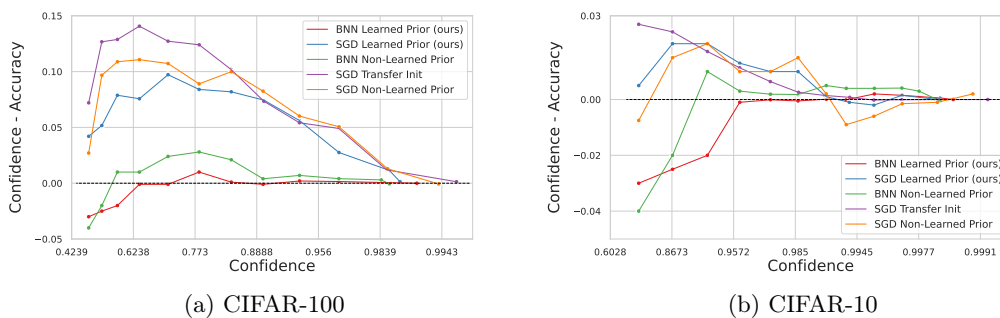 0.15
0.10
0.05
0.00
−0.05
Confidence - Accuracy
BNN Learned Prior (ours)
SGD Learned Prior (ours)
BNN Non-Learned Prior
SGD Transfer Init
SGD Non-Learned Prior
0.4239 0.6238 0.773 0.8888 0.956 0.9839 0.9943
Confidence
(a) CIFAR-100
0.03
0.00
−0.02
−0.04
Confidence - Accuracy
BNN Learned Prior (ours)
SGD Learned Prior (ours)
BNN Non-Learned Prior
SGD Transfer Init
SGD Non-Learned Prior
0.6028 0.8673 0.9572 0.985 0.9945 0.9977 0.9991
Confidence
(b) CIFAR-10